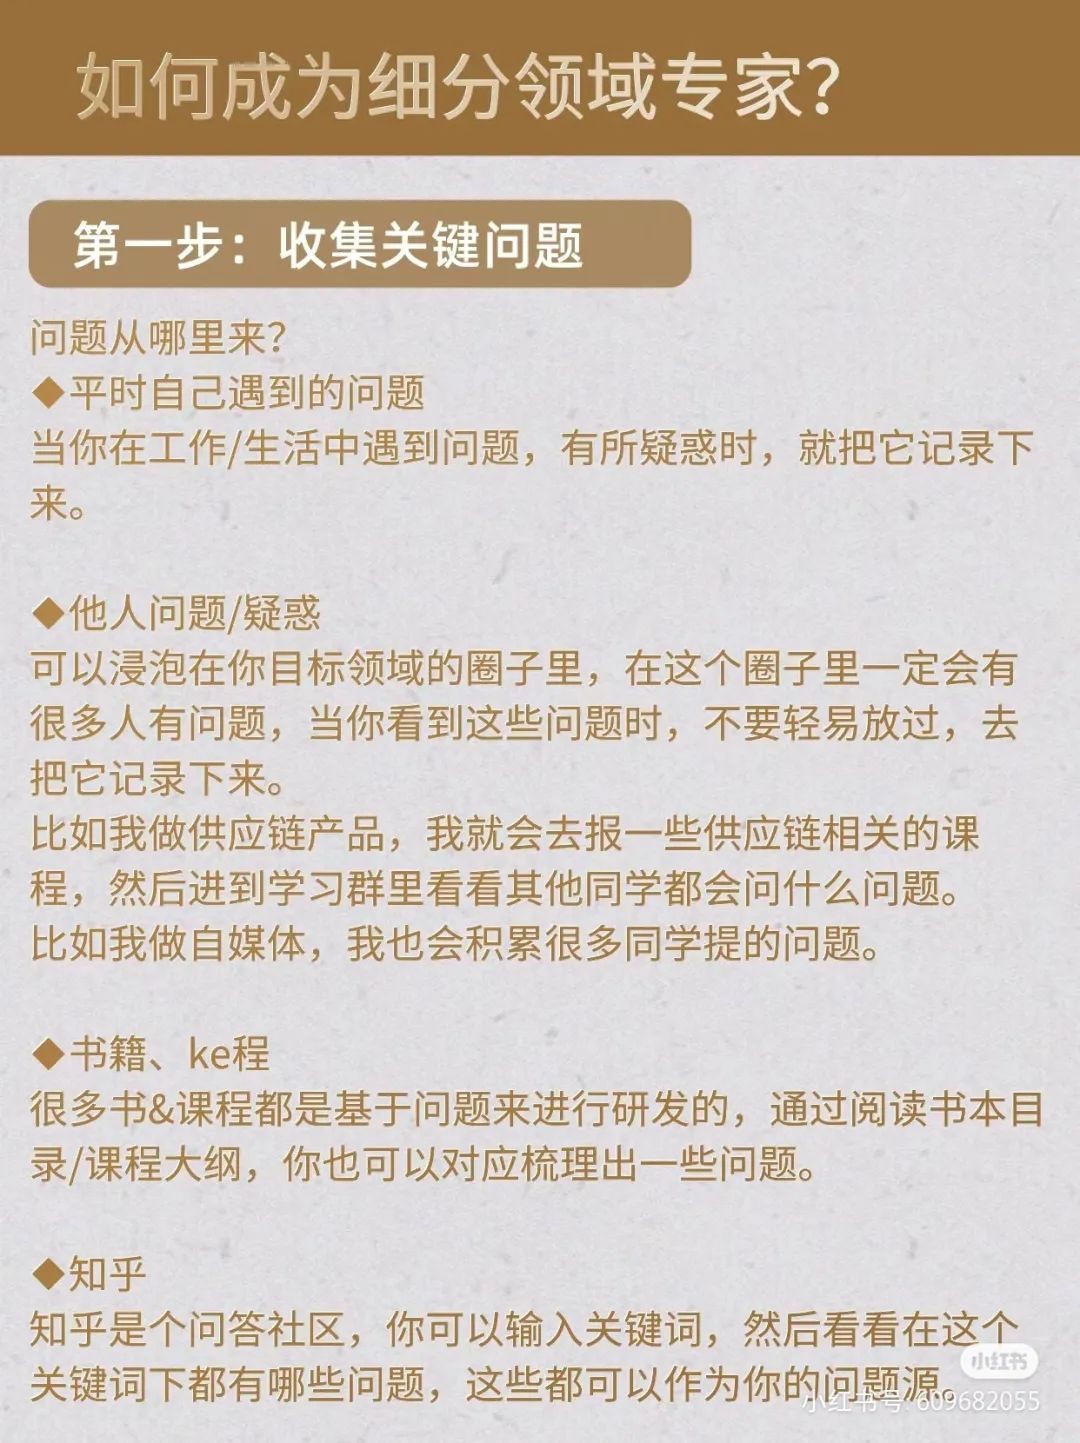 如何成为细分领域专家？
第一步：收集关键问题
问题从哪里来？
◆平时自己遇到的问题
当你在工作/生活中遇到问题，有所疑惑时，就把它记录下
来。
◆他人问题/疑惑
可以浸泡在你目标领域的圈子里，在这个圈子里一定会有
很多人有问题，当你看到这些问题时，不要轻易放过，去
把它记录下来。
比如我做供应链产品，我就会去报一些供应链相关的课
程，然后进到学习群里看看其他同学都会问什么问题。
比如我做自媒体，我也会积累很多同学提的问题。
◆书籍、ke程
很多书&课程都是基于问题来进行研发的，通过阅读书本目
录/课程大纲，你也可以对应梳理出一些问题。
◆知乎
知乎是个问答社区，你可以输入关键词，然后看看在这个
关键词下都有哪些问题，这些都可以作为你的问题源。
小红书
小红书号 609682055